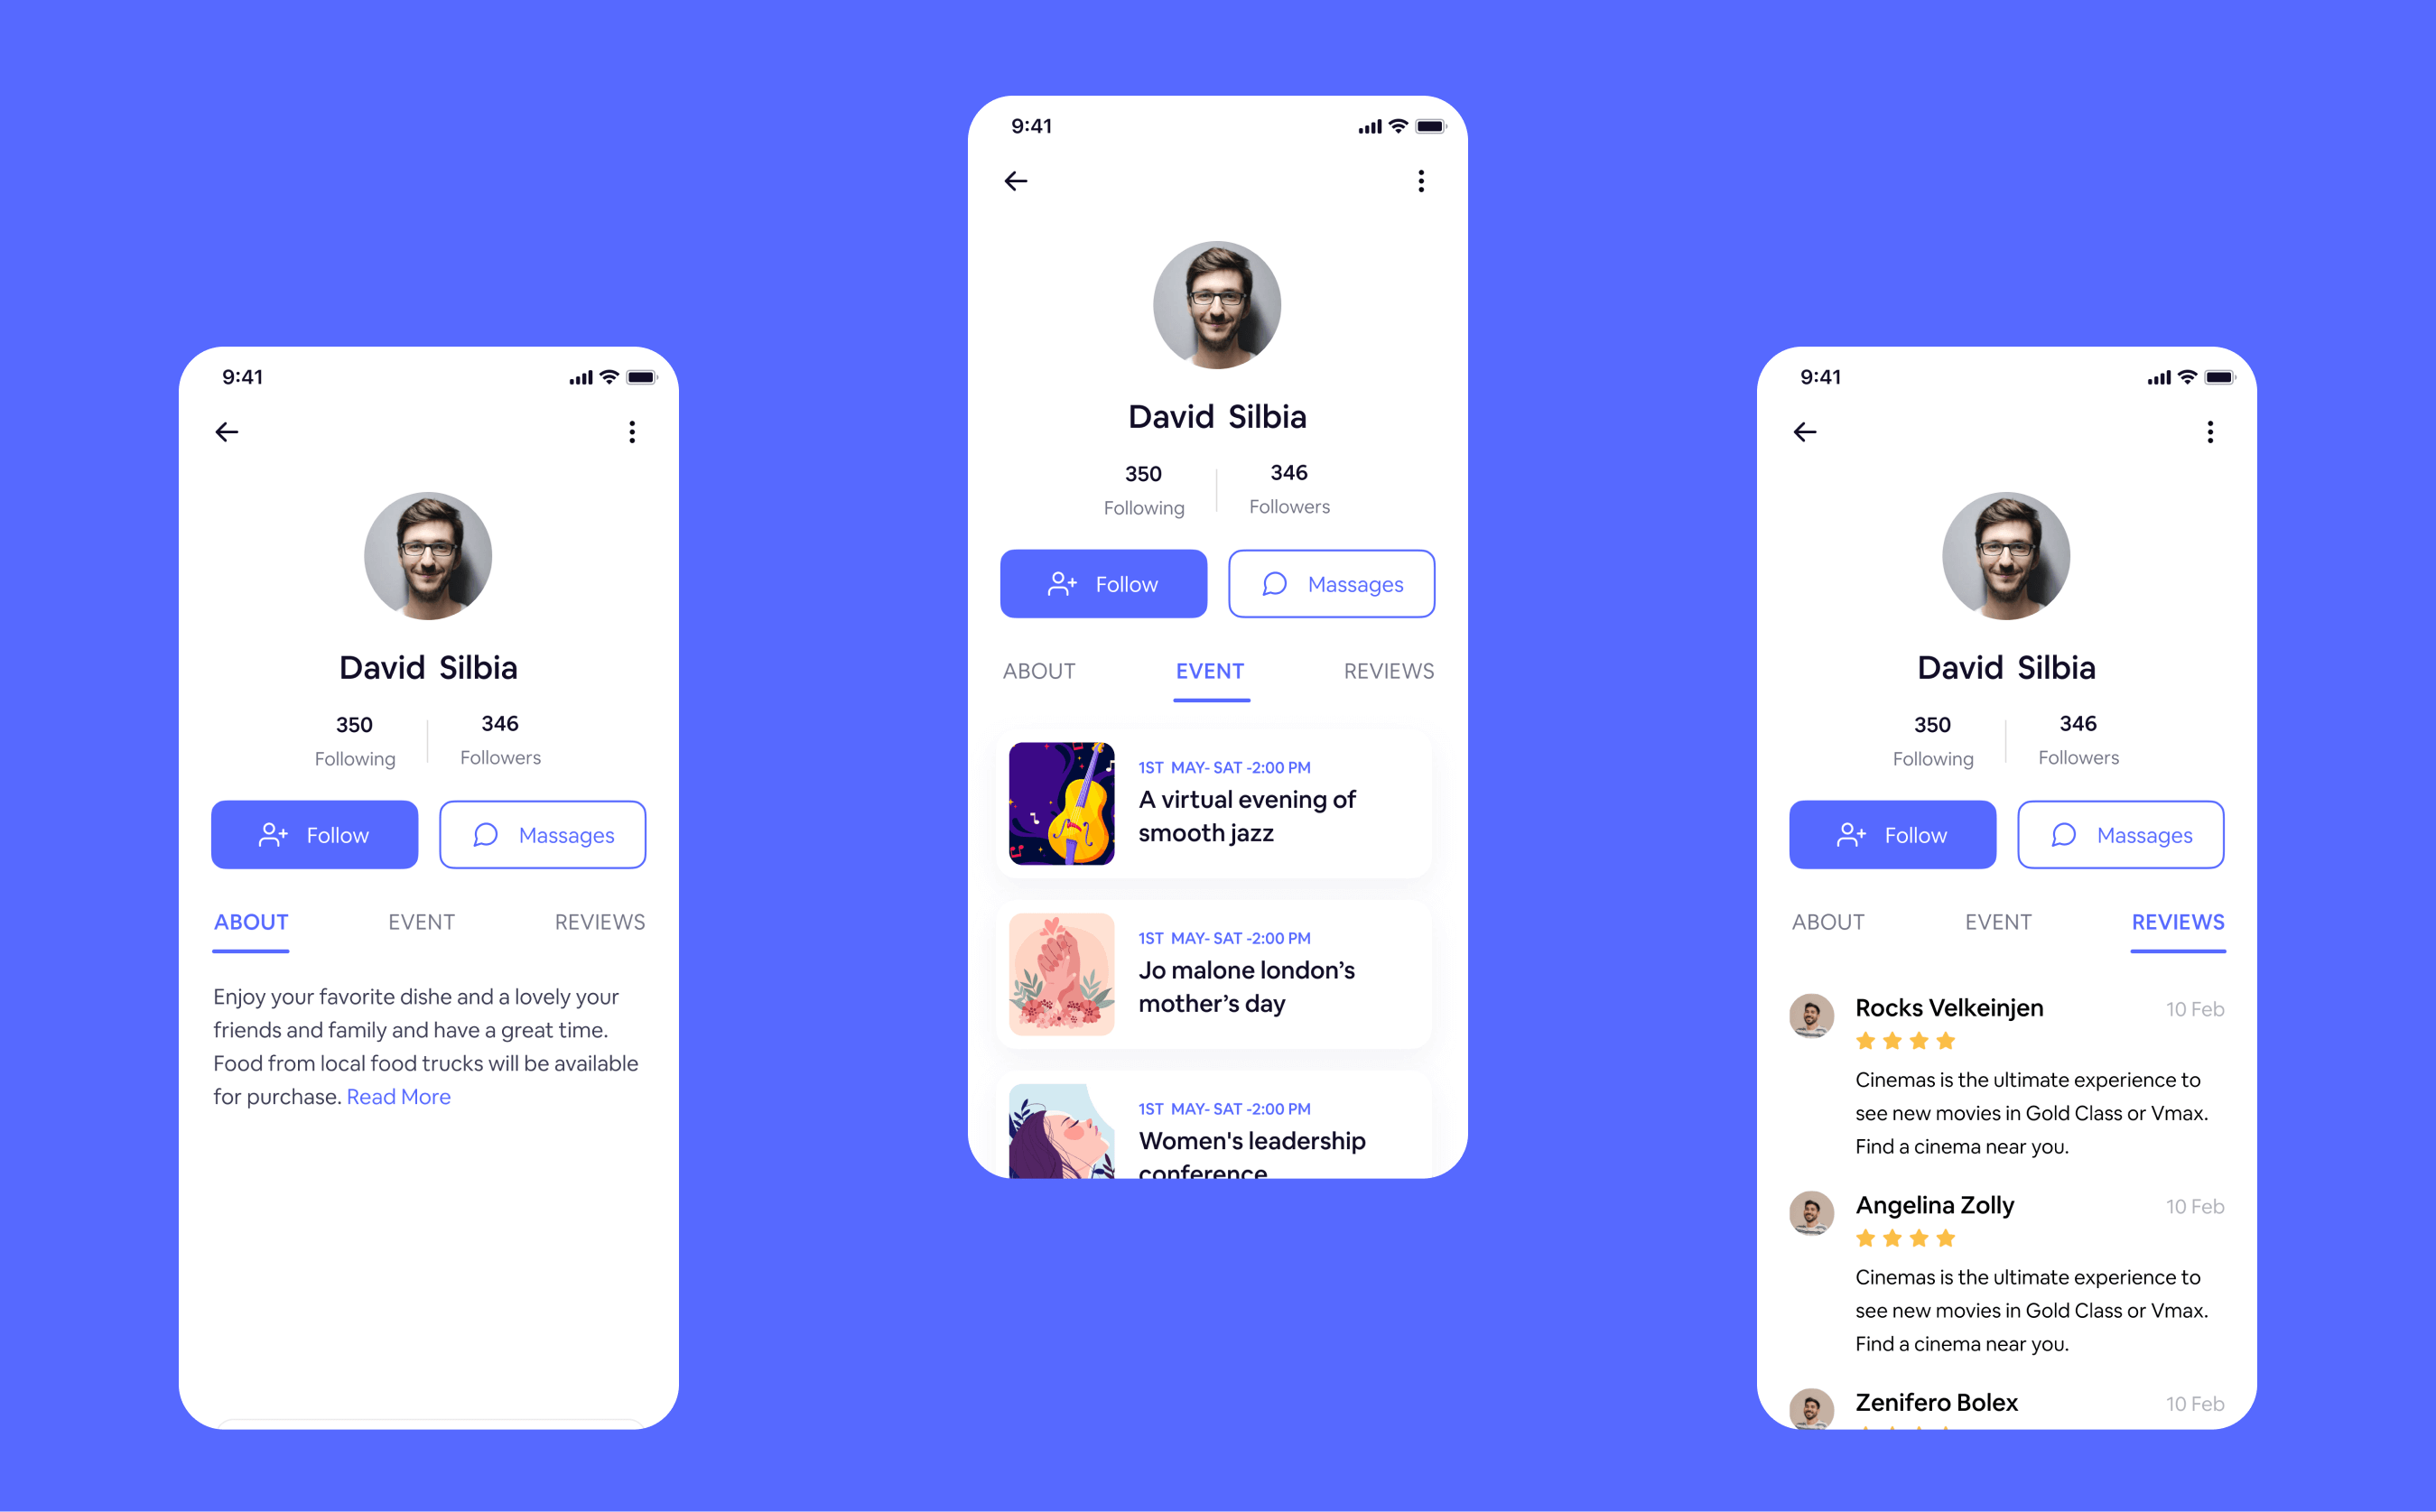 9:41
David Silbia
350
Following
346
Followers
Follow
Massages
ABOUT
EVENT
REVIEWS
Enjoy your favorite dishe and a lovely your
friends and family and have a great time.
Food from local food trucks will be available
for purchase. Read More
9:41
David Silbia
350
Following
346
Followers
Follow
Massages
ABOUT
EVENT
REVIEWS
1ST MAY- SAT -2:00 PM
A virtual evening of
smooth jazz
1ST MAY- SAT -2:00 PM
Jo malone london’s
mother’s day
1ST MAY- SAT -2:00 PM
Women's leadership
conference
9:41
David Silbia
350
Following
346
Followers
Follow
Massages
ABOUT
EVENT
REVIEWS
Rocks Velkeinjen
10 Feb
Cinemas is the ultimate experience to
see new movies in Gold Class or Vmax.
Find a cinema near you.
Angelina Zolly
10 Feb
Cinemas is the ultimate experience to
see new movies in Gold Class or Vmax.
Find a cinema near you.
Zenifero Bolex
10 Feb